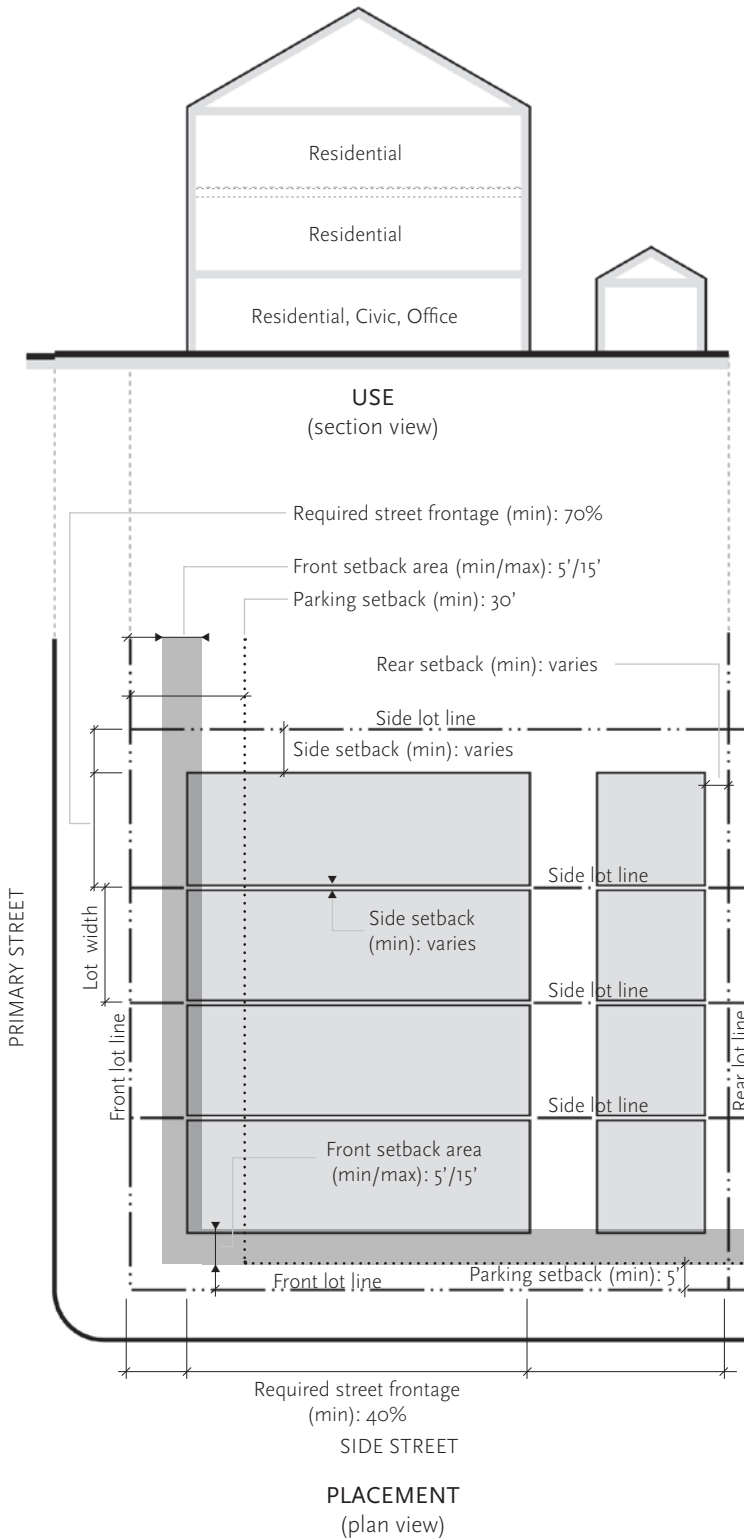 Residential
Residential
Residential, Civic, Office
USE
(section view)
Required street frontage (min): 70%
Front setback area (min/max): 5’/15’
Parking setback (min): 30’
Rear setback (min): varies
Side lot line
Side setback (min): varies
Side lot line
Side setback
(min): varies
Lot width
PRIMARY STREET
Side lot line
Front lot line
Rear lot line
Side lot line
Front setback area
(min/max): 5’/15’
Front lot line
Parking setback (min): 5’
Required street frontage
(min): 40%
SIDE STREET
PLACEMENT
(plan view)